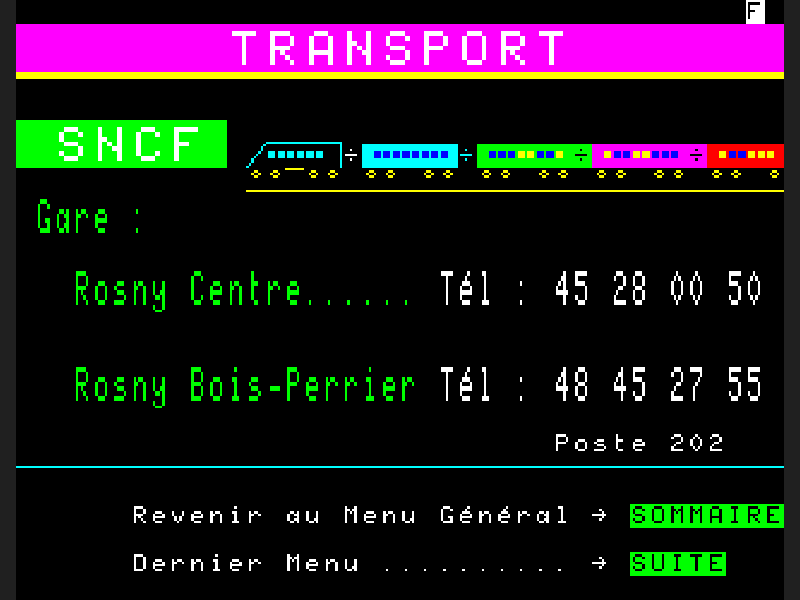 F
TRANSPORT
SNCF
Gare :
Rosny Centre...... Tél : 45 28 00 50
Rosny Bois-Perrier Tél : 48 45 27 55
Poste 202
Revenir au Menu Général → SOMMAIRE
Dernier Menu .......... → SUITE